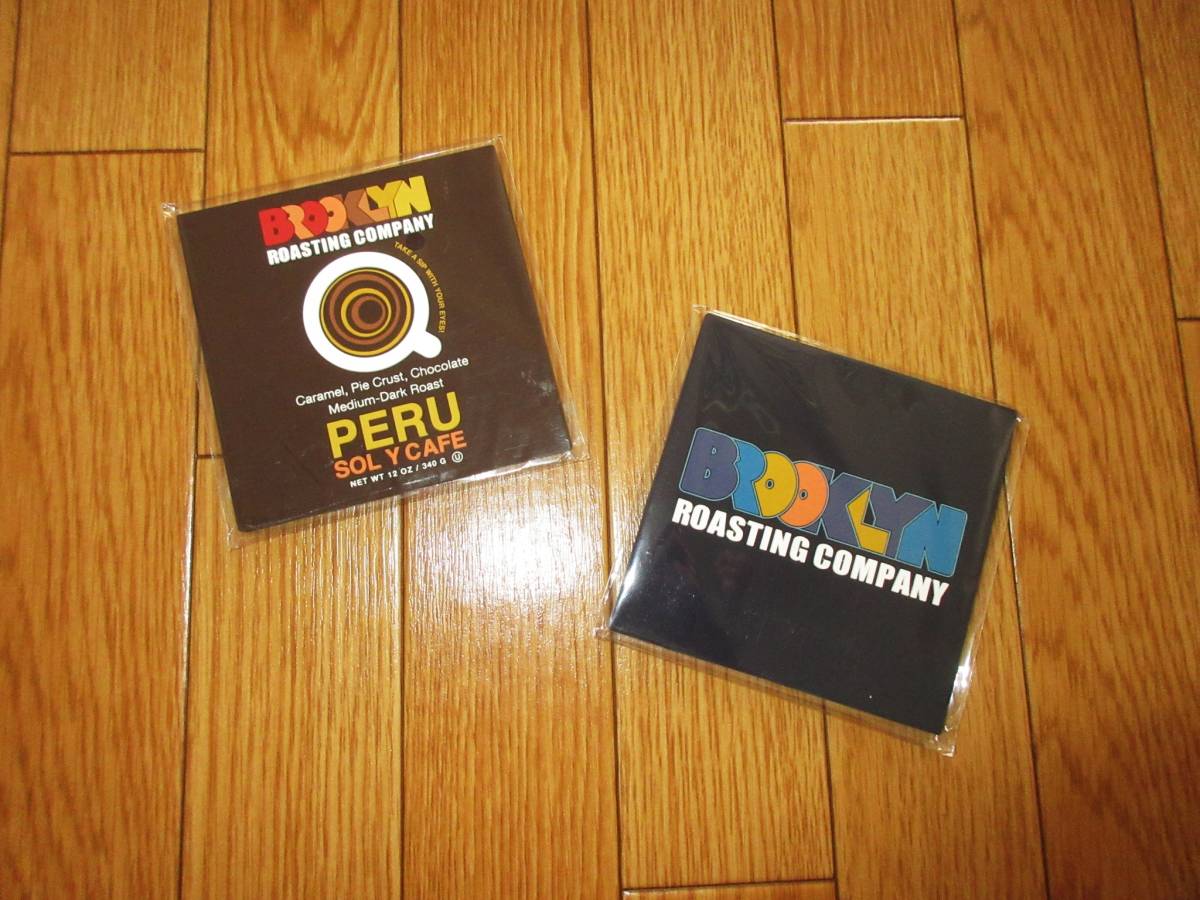 BROOKLYN
ROASTING COMPANY
TAKE A SIP WITH YOUR EYES!
Caramel, Pie Crust, Chocolate
Medium-Dark Roast
PERU
SOL Y CAFE
NET WT 12 OZ / 340 G U
BROOKLYN
ROASTING COMPANY